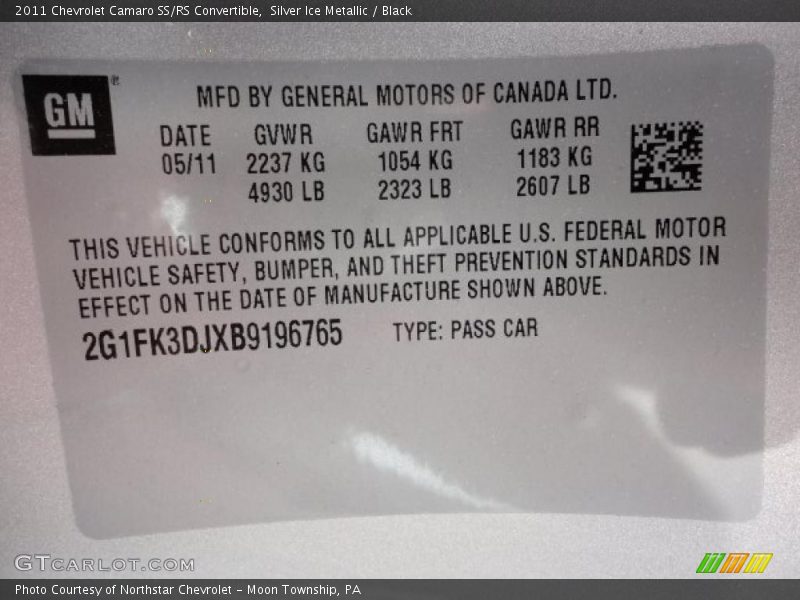 2011 Chevrolet Camaro SS/RS Convertible,  Silver Ice Metallic / Black
GM®
MFD BY GENERAL MOTORS OF CANADA LTD.
DATE GVWR GAWR FRT GAWR RR
05/11 2237 KG 1054 KG 1183 KG
4930 LB 2323 LB 2607 LB
THIS VEHICLE CONFORMS TO ALL APPLICABLE U.S. FEDERAL MOTOR
VEHICLE SAFETY, BUMPER, AND THEFT PREVENTION STANDARDS IN
EFFECT ON THE DATE OF MANUFACTURE SHOWN ABOVE.
2G1FK3DJXB9196765 TYPE: PASS CAR
GTCARLOT.COM
Photo Courtesy of Northstar Chevrolet - Moon Township, PA